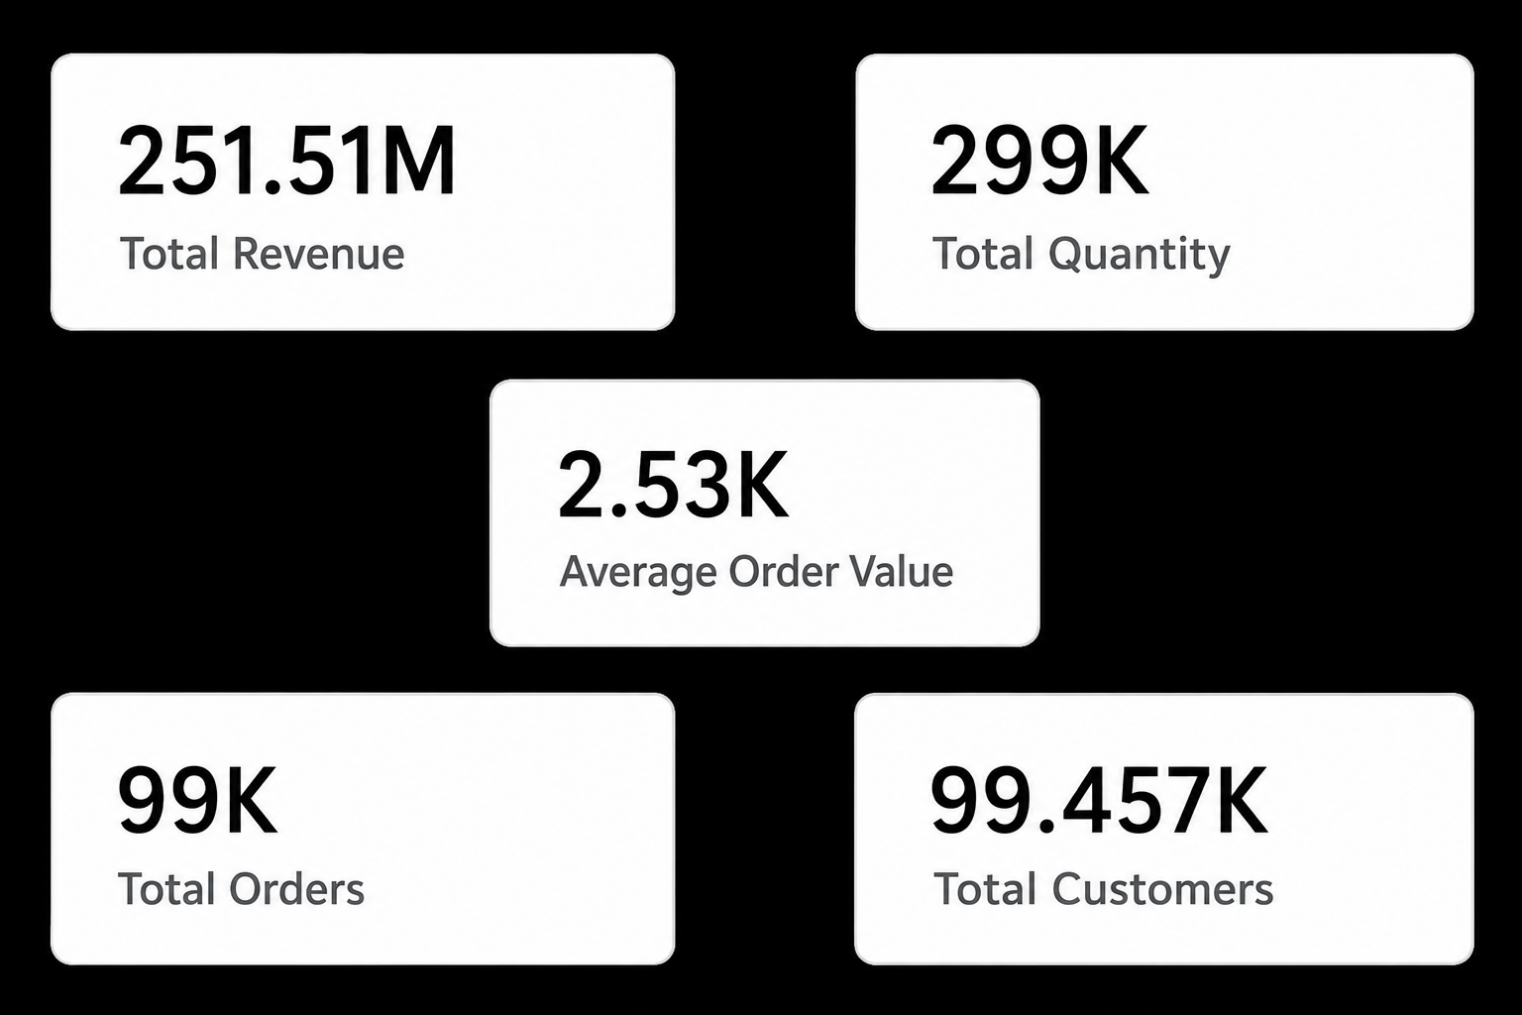 251.51M
Total Revenue
299K
Total Quantity
2.53K
Average Order Value
99K
Total Orders
99.457K
Total Customers